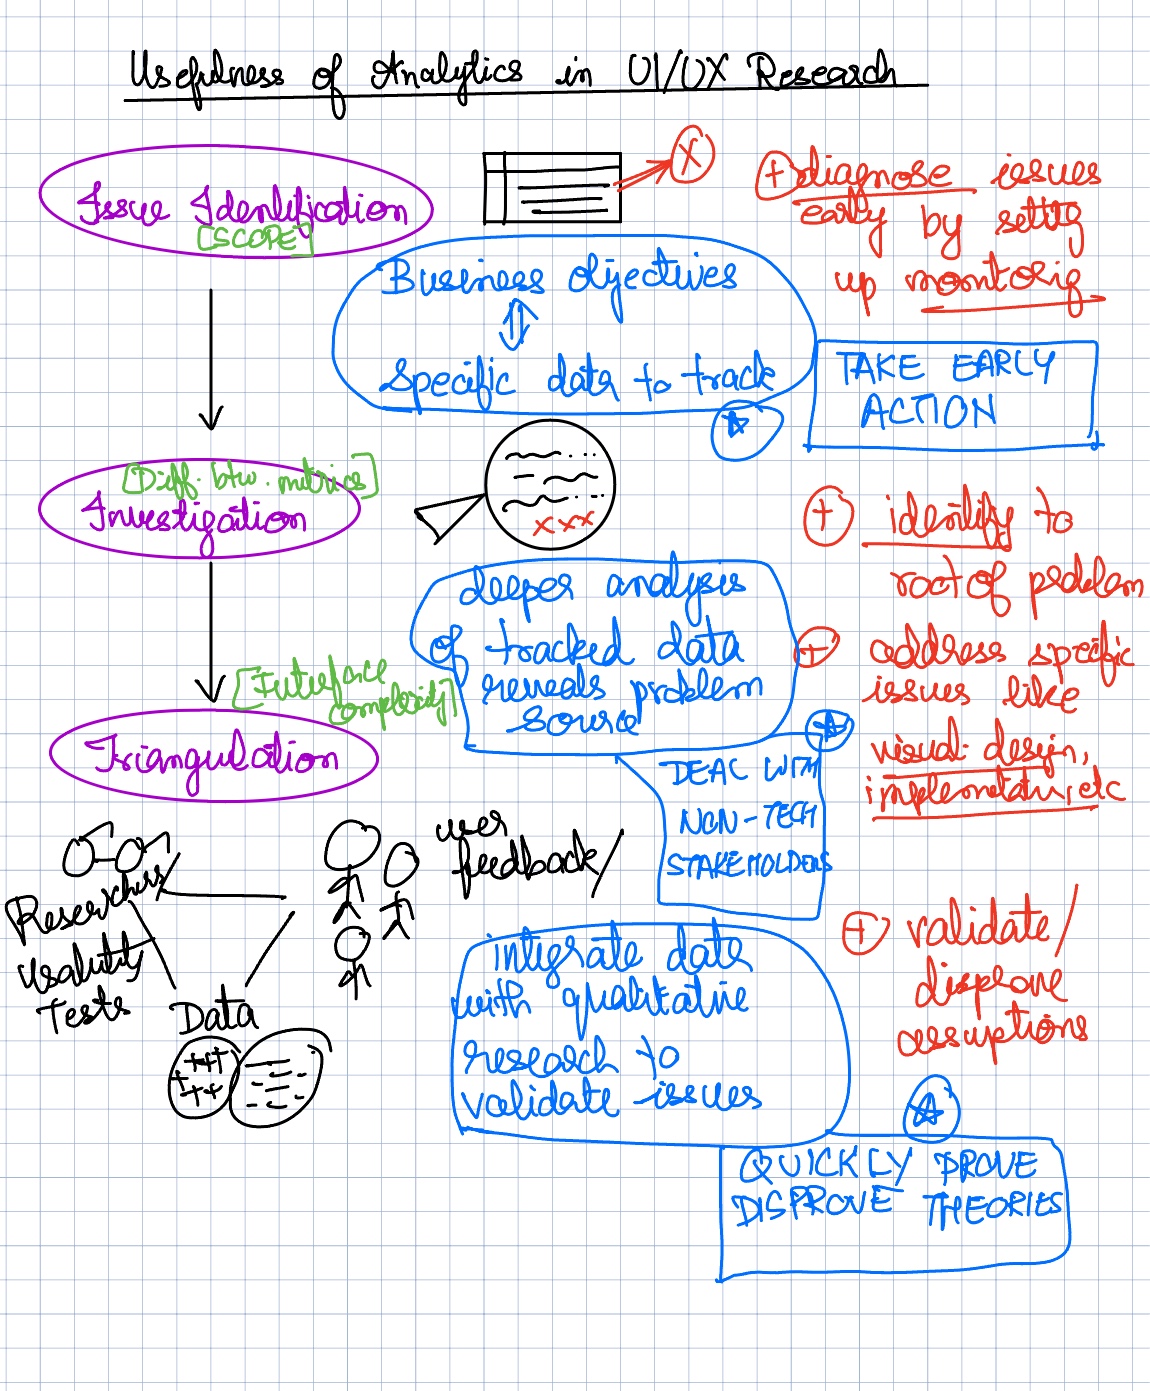 Usefulness of Analytics in UI/UX Research
Issue Identification
[SCOPE]
X
+ diagnose issues
early by settg
up montorig
Business objectives
Specific data to track
TAKE EARLY
ACTION
[Diff. btw. metrics]
Investigation
xxx
+ identify to
root of problem
deeper analysis
of tracked data
reveals problem
source
+ address specific
issues like
visual design,
implemetatun, etc
[Interface
complexity]
Triangulation
DEAL WITH
NON-TECH
STAKEHOLDERS
user
feedback/
Researchers/
Usability
Tests
Data
integrate data
with qualitative
research to
validate issues
+ validate/
disprove
assuptions
QUICKLY PROVE
DISPROVE THEORIES